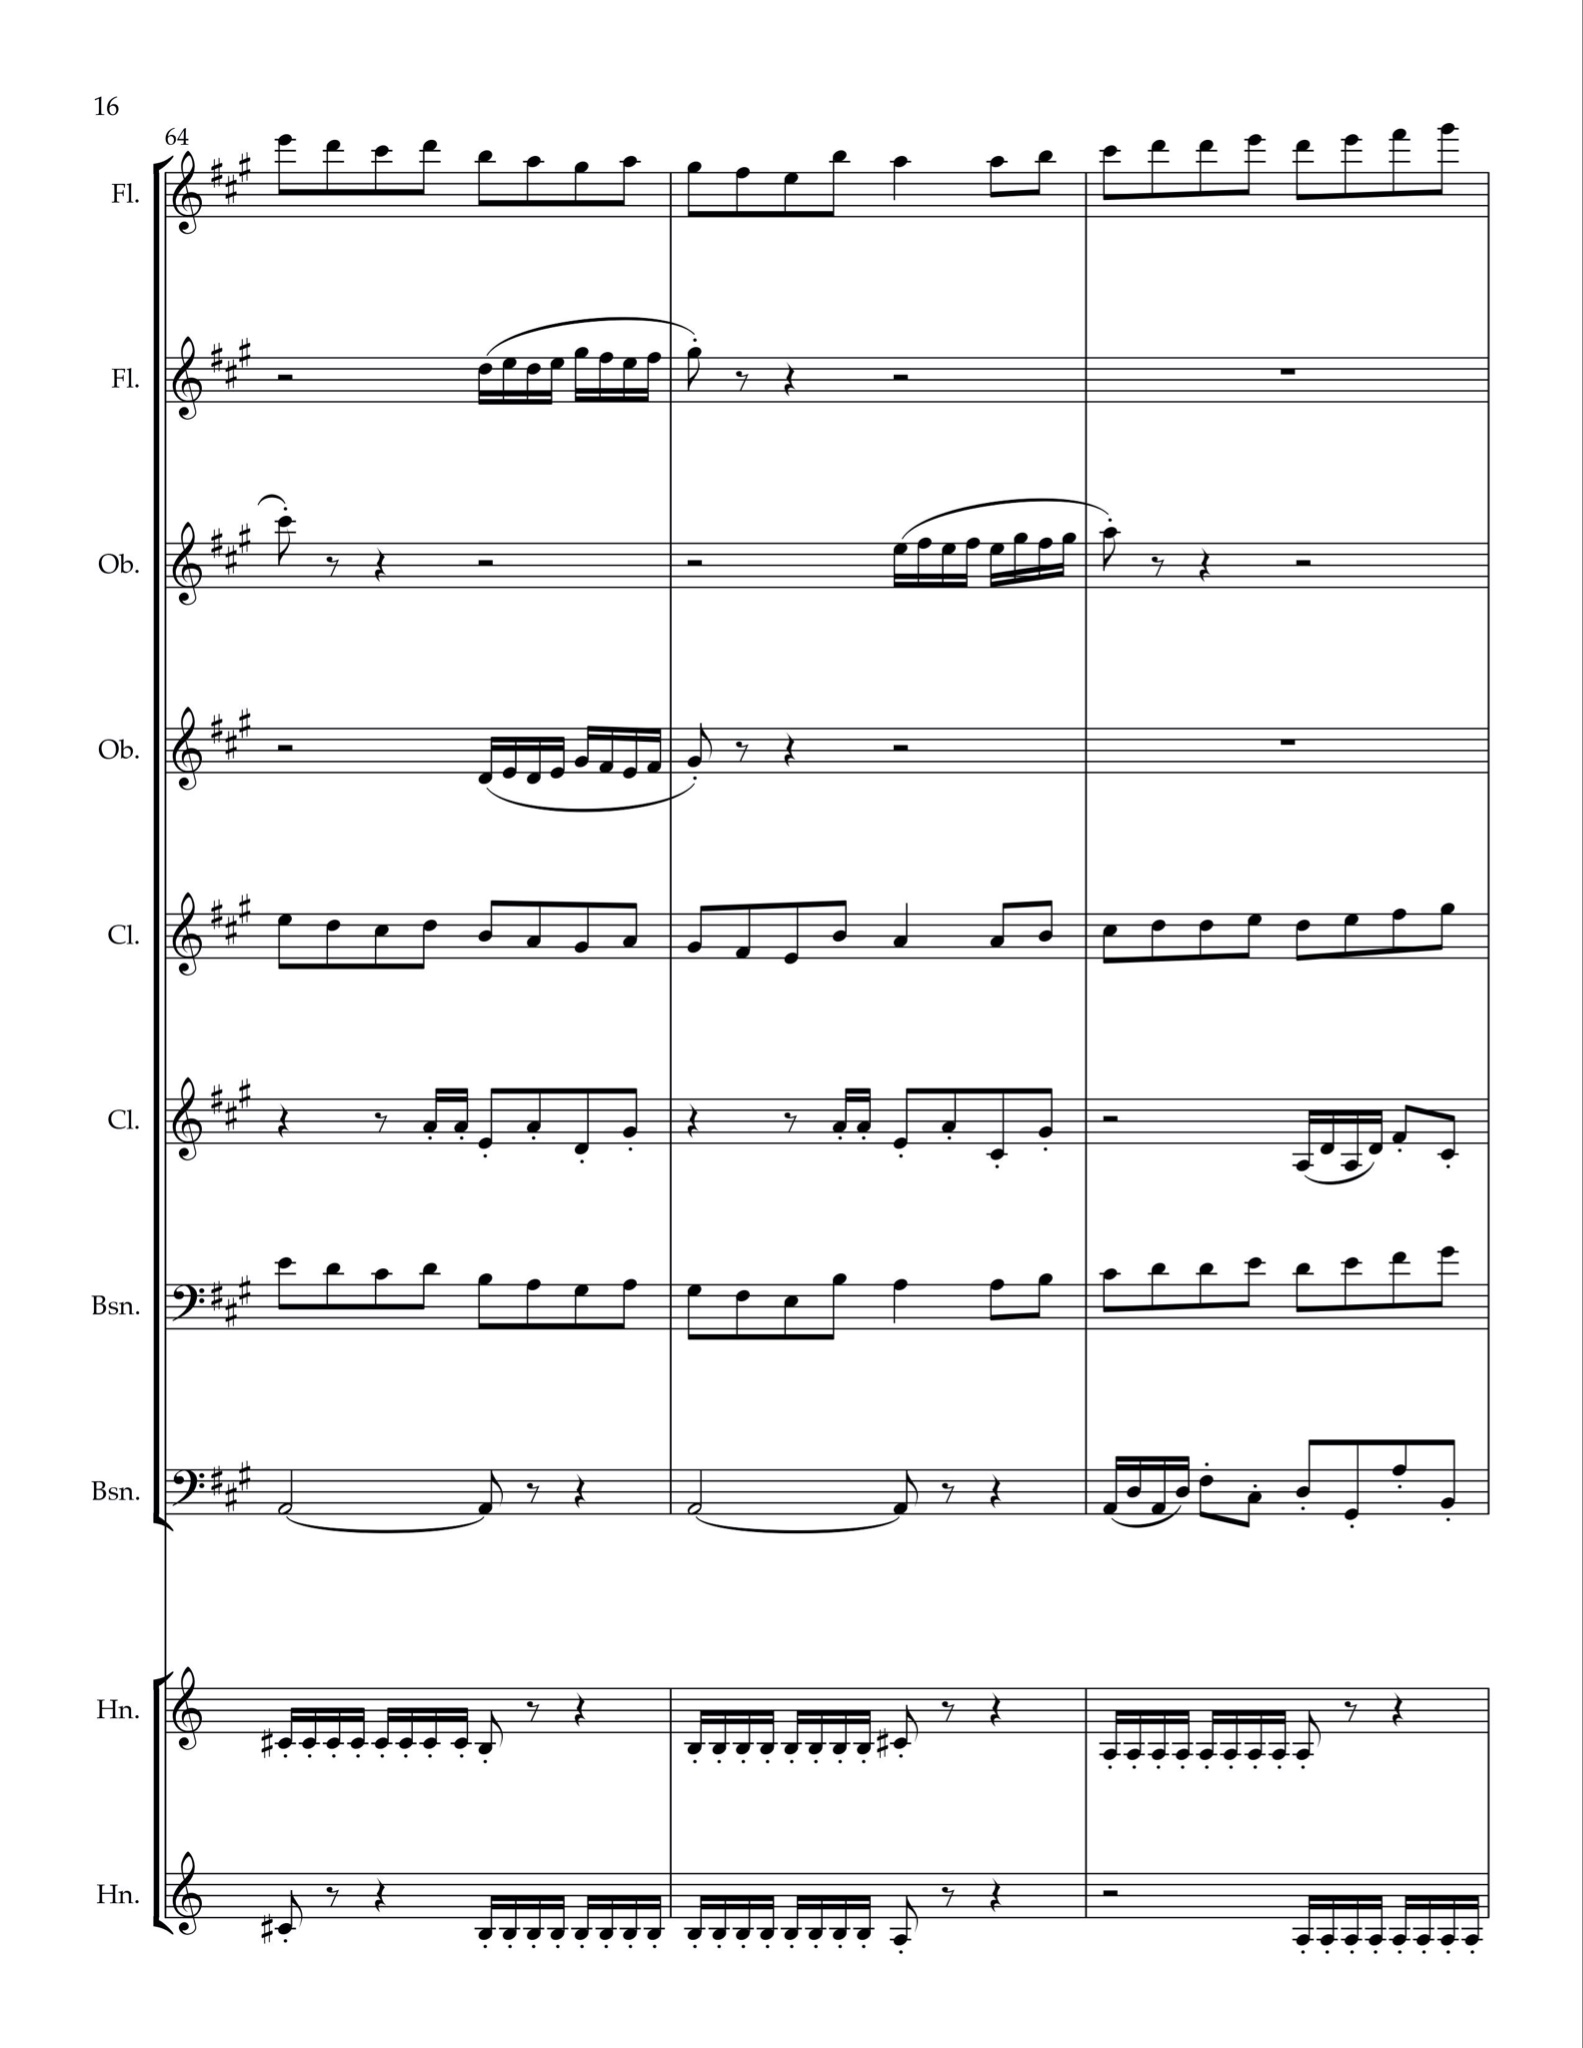 16
64
Fl.
Fl.
Ob.
Ob.
Cl.
Cl.
Bsn.
Bsn.
Hn.
Hn.